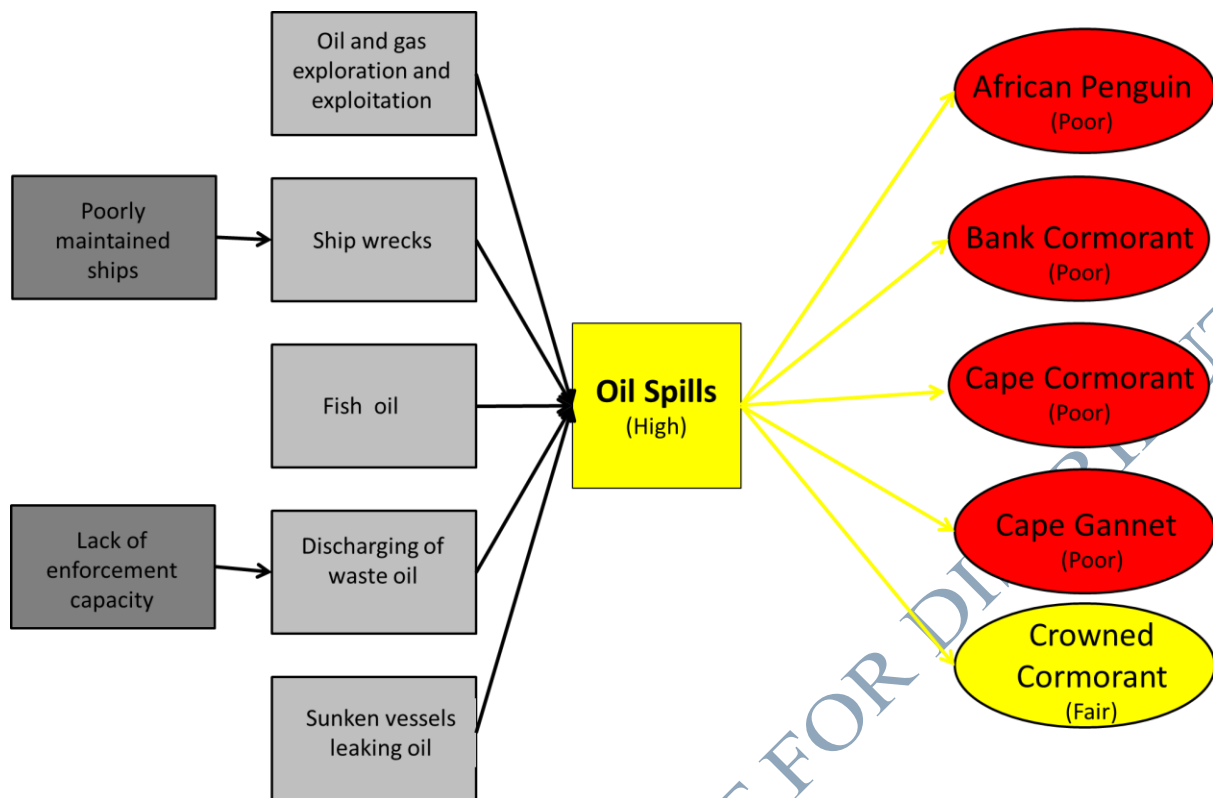 Oil and gas
exploration and
exploitation
African Penguin
(Poor)
Poorly
maintained
ships
Ship wrecks
Bank Cormorant
(Poor)
Fish oil
Oil Spills
(High)
Cape Cormorant
(Poor)
Lack of
enforcement
capacity
Discharging of
waste oil
Cape Gannet
(Poor)
Sunken vessels
leaking oil
Crowned
Cormorant
(Fair)
FOR